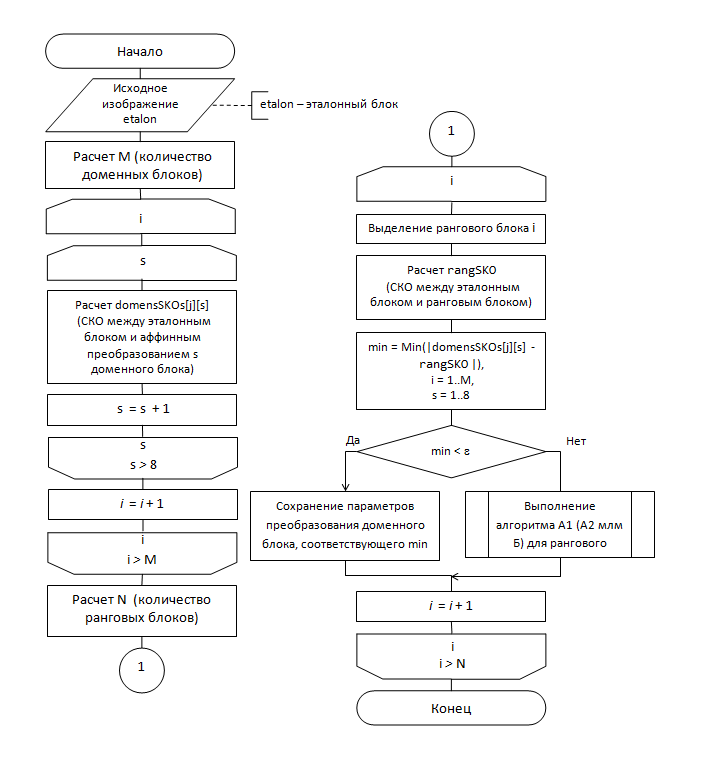 Начало
Исходное
изображение
etalon
etalon – эталонный блок
Расчет M (количество
доменных блоков)
i
s
Расчет domensSKOs[j][s]
(СКО между эталонным
блоком и аффинным
преобразованием s
доменного блока)
s = s + 1
s
s > 8
i = i + 1
i
i > M
Расчет N (количество
ранговых блоков)
1
1
i
Выделение рангового блока i
Расчет rangSKO
(СКО между эталонным
блоком и ранговым блоком)
min = Min(|domensSKOs[j][s] -
rangSKO|),
i = 1..M,
s = 1..8
Да
min < ε
Нет
Сохранение параметров
преобразования доменного
блока, соответствующего min
Выполнение
алгоритма А1 (А2 млм
Б) для рангового
i = i + 1
i
i > N
Конец